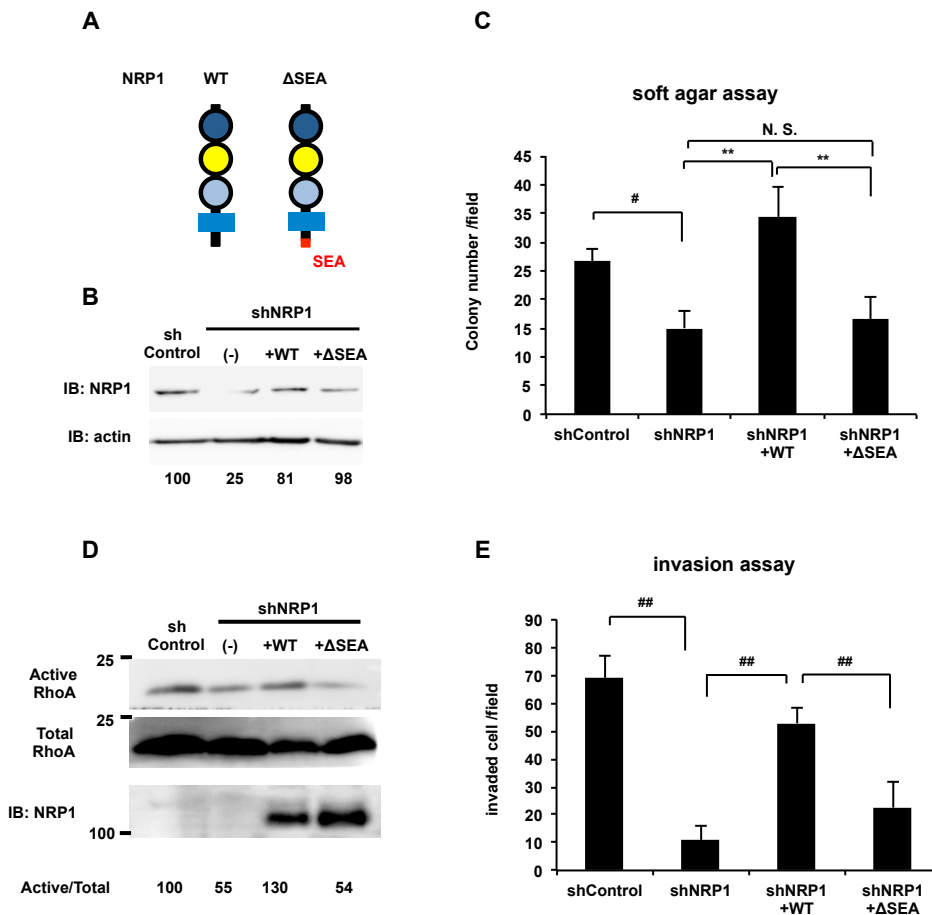 A
NRP1 WT ΔSEA
SEA
B
shNRP1
sh
Control (-) +WT +ΔSEA
IB: NRP1
IB: actin
100 25 81 98
C
soft agar assay
N. S.
** **
#
45
40
35
30
25
20
15
10
5
0
Colony number /field
shControl shNRP1 shNRP1 shNRP1
+WT +ΔSEA
D
shNRP1
sh
Control (-) +WT +ΔSEA
25
Active
RhoA
25
Total
RhoA
IB: NRP1
100
Active/Total 100 55 130 54
E
invasion assay
## ## ##
90
80
70
60
50
40
30
20
10
0
invaded cell /field
shControl shNRP1 shNRP1 shNRP1
+WT +ΔSEA